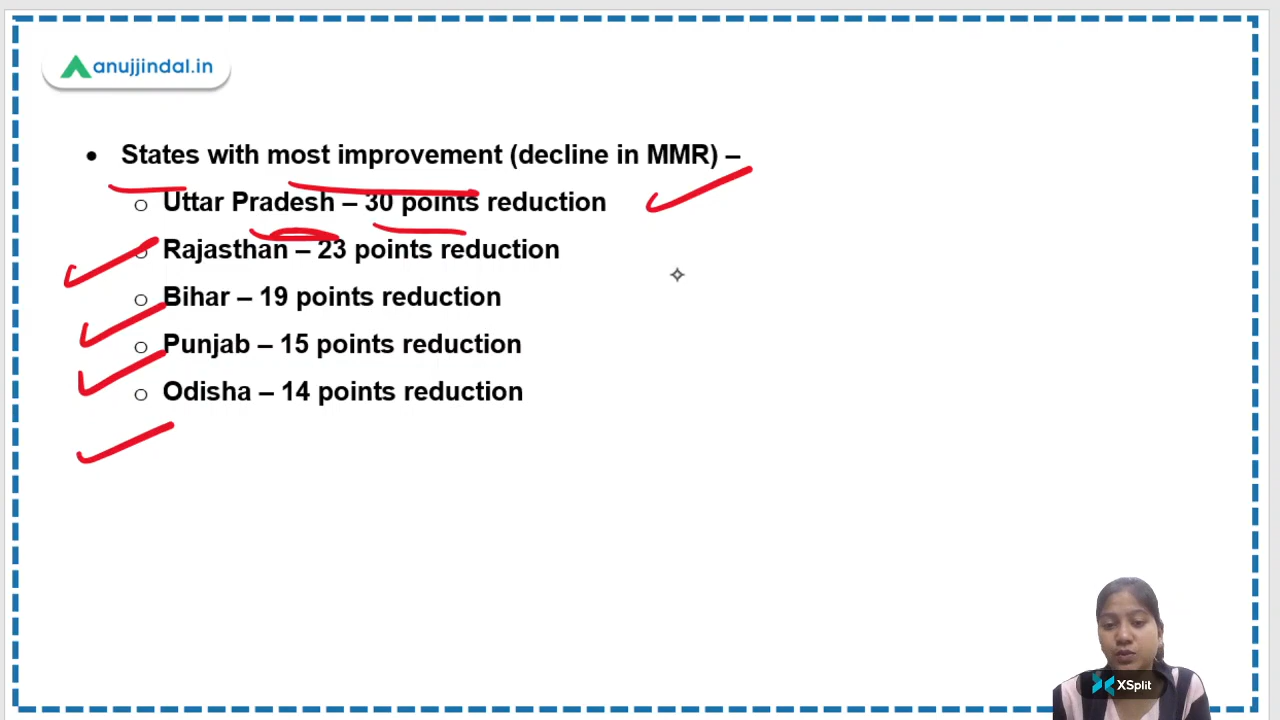 anujjindal.in
• States with most improvement (decline in MMR) –
o Uttar Pradesh – 30 points reduction
o Rajasthan – 23 points reduction
o Bihar – 19 points reduction
o Punjab – 15 points reduction
o Odisha – 14 points reduction
XSplit